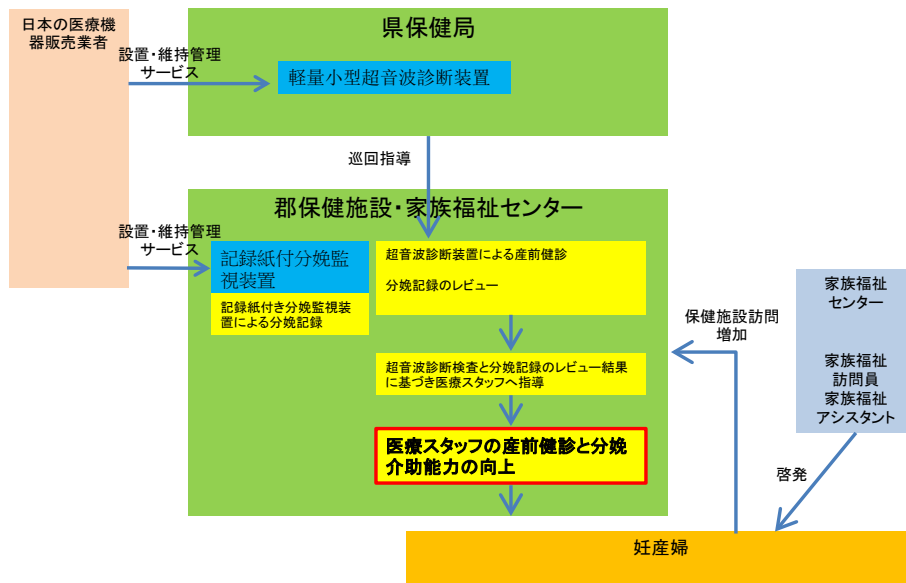 日本の医療機
器販売業者
設置・維持管理
サービス
県保健局
軽量小型超音波診断装置
巡回指導
郡保健施設・家族福祉センター
設置・維持管理
サービス
記録紙付分娩監
視装置
記録紙付き分娩監視装
置による分娩記録
超音波診断装置による産前健診
分娩記録のレビュー
超音波診断検査と分娩記録のレビュー結果
に基づき医療スタッフへ指導
医療スタッフの産前健診と分娩
介助能力の向上
保健施設訪問
増加
家族福祉
センター
家族福祉
訪問員
家族福祉
アシスタント
啓発
妊産婦